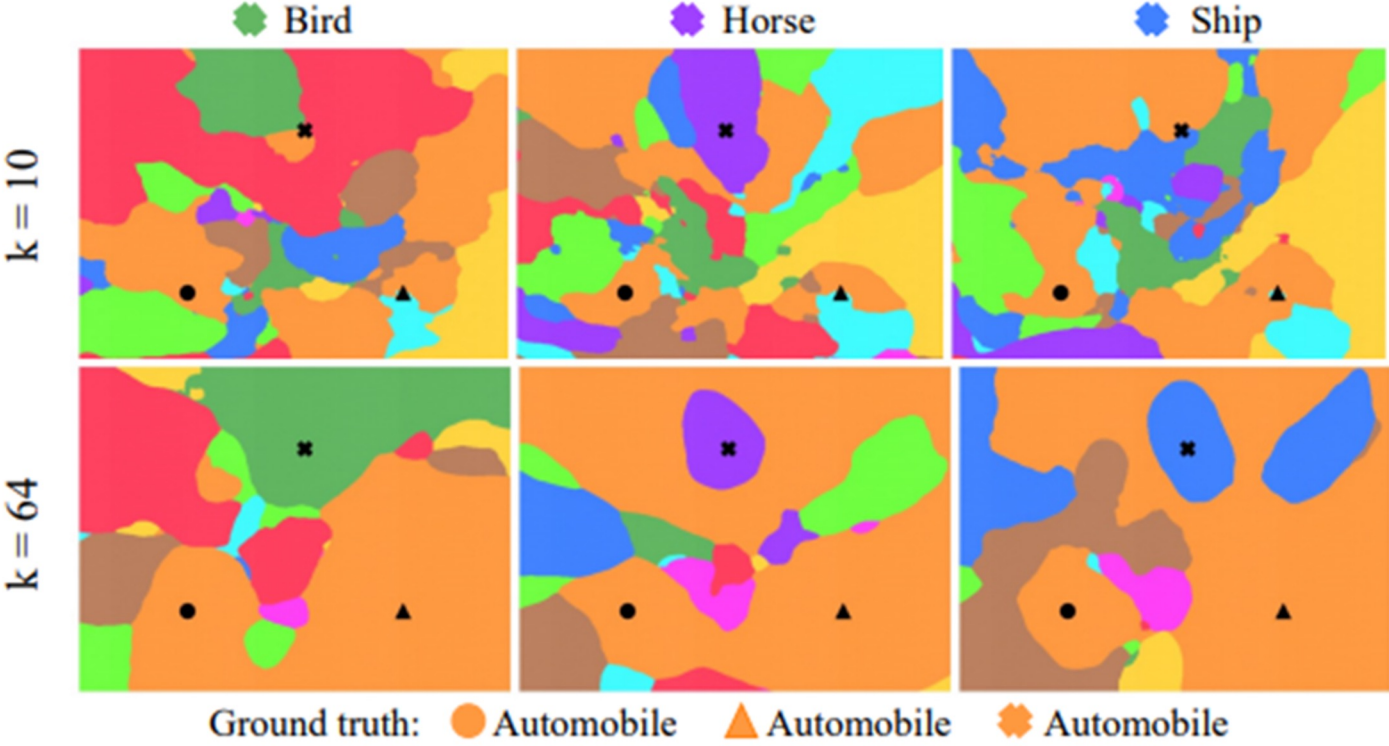 Bird Horse Ship
k = 10
k = 64
Ground truth: Automobile Automobile Automobile